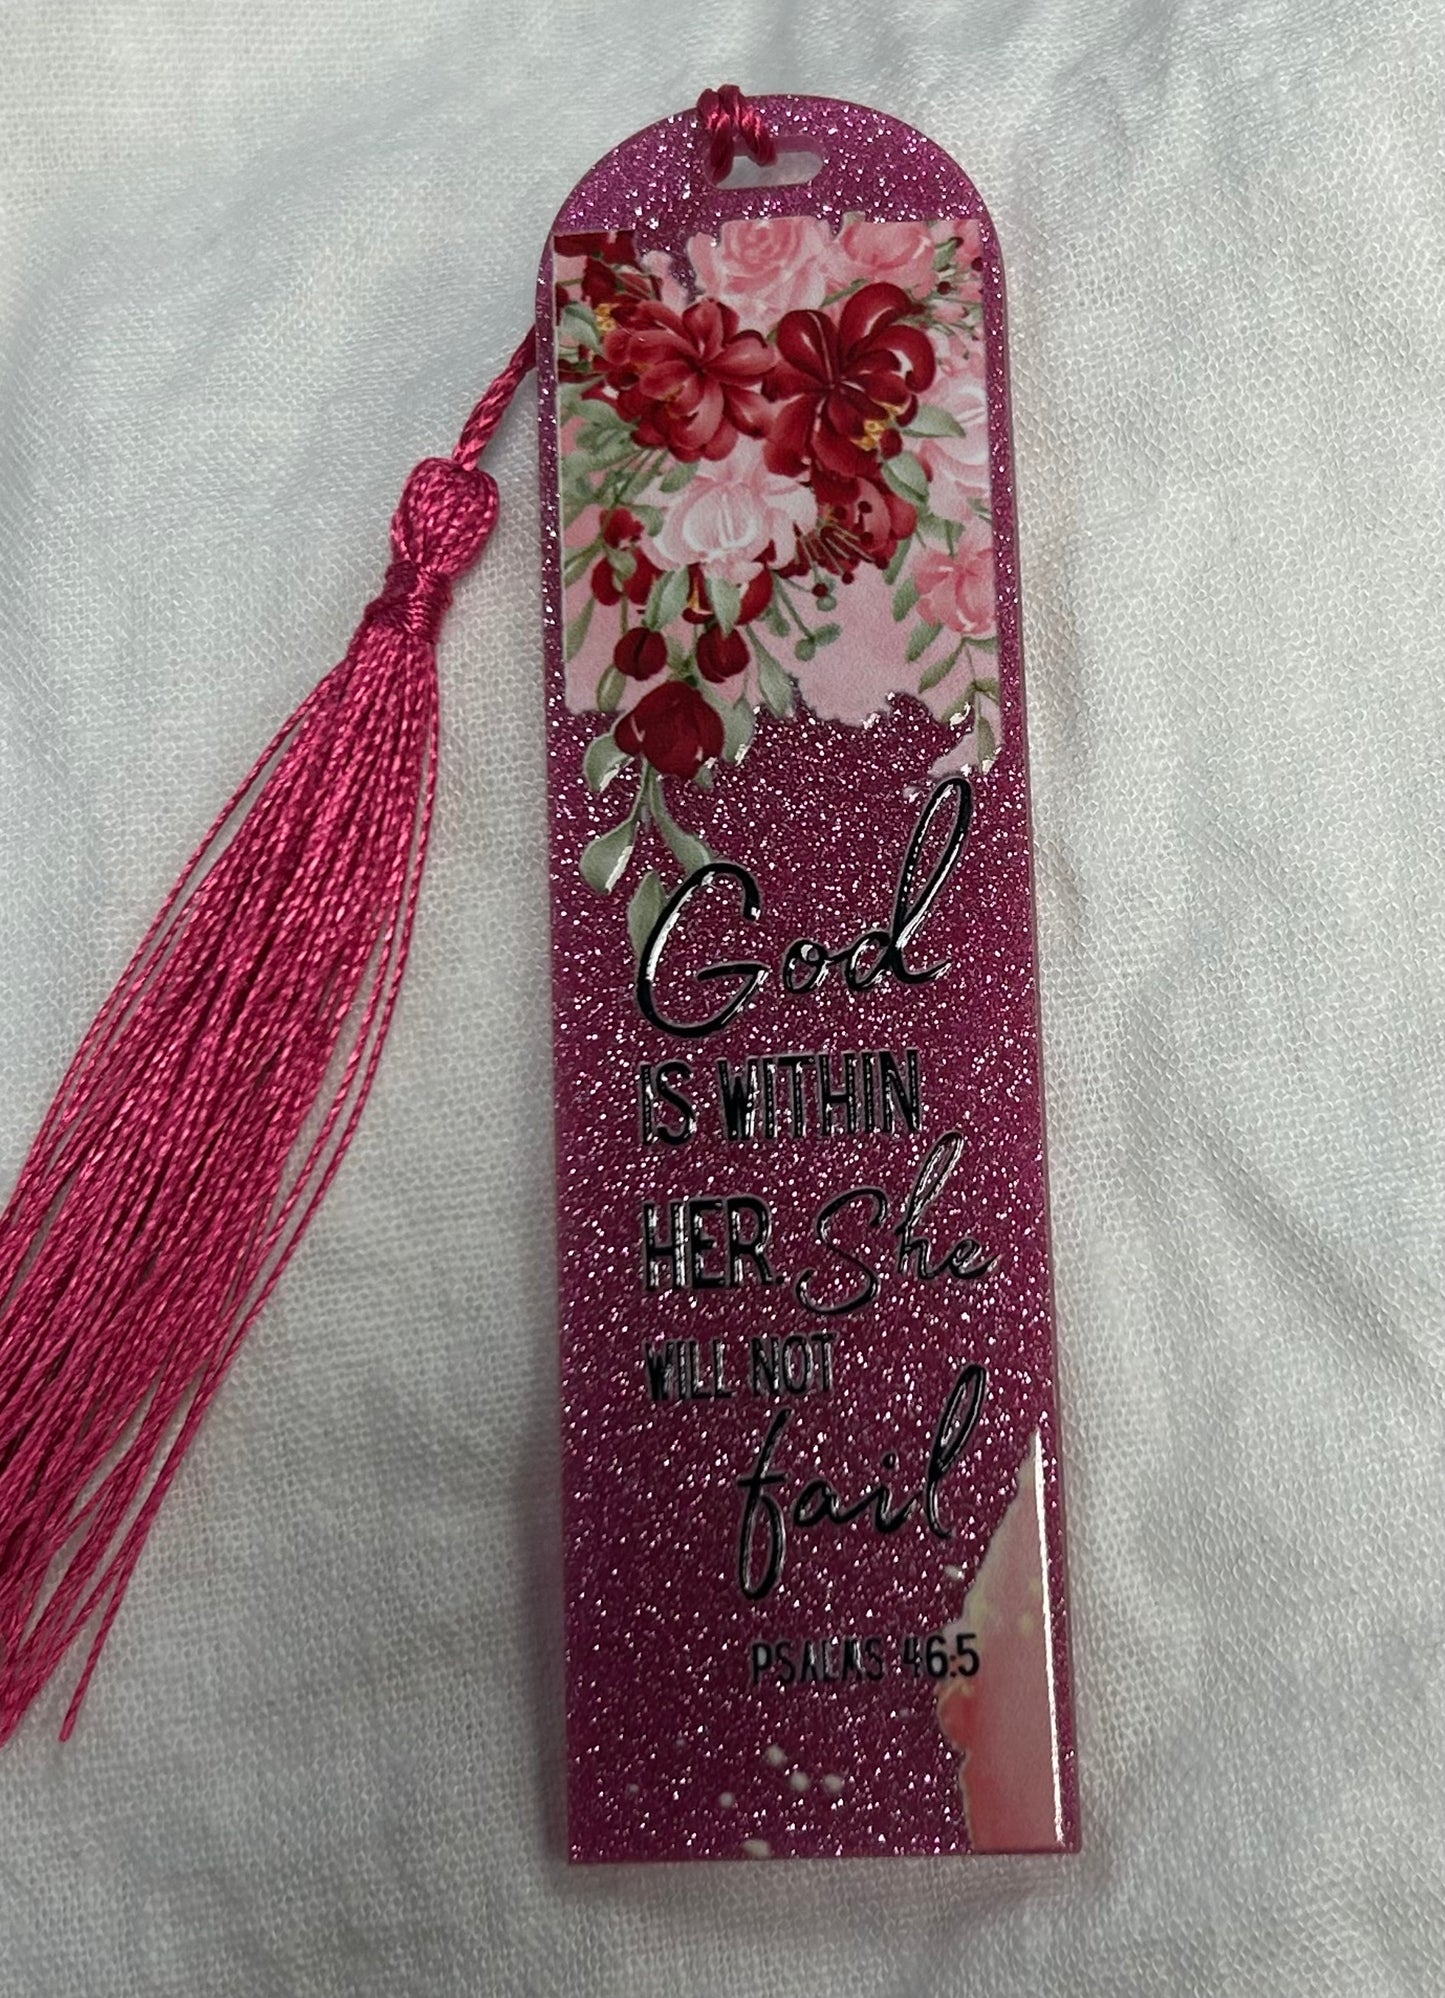 God
IS WITHIN
HER. She
WILL NOT
fail
PSALMS 46:5